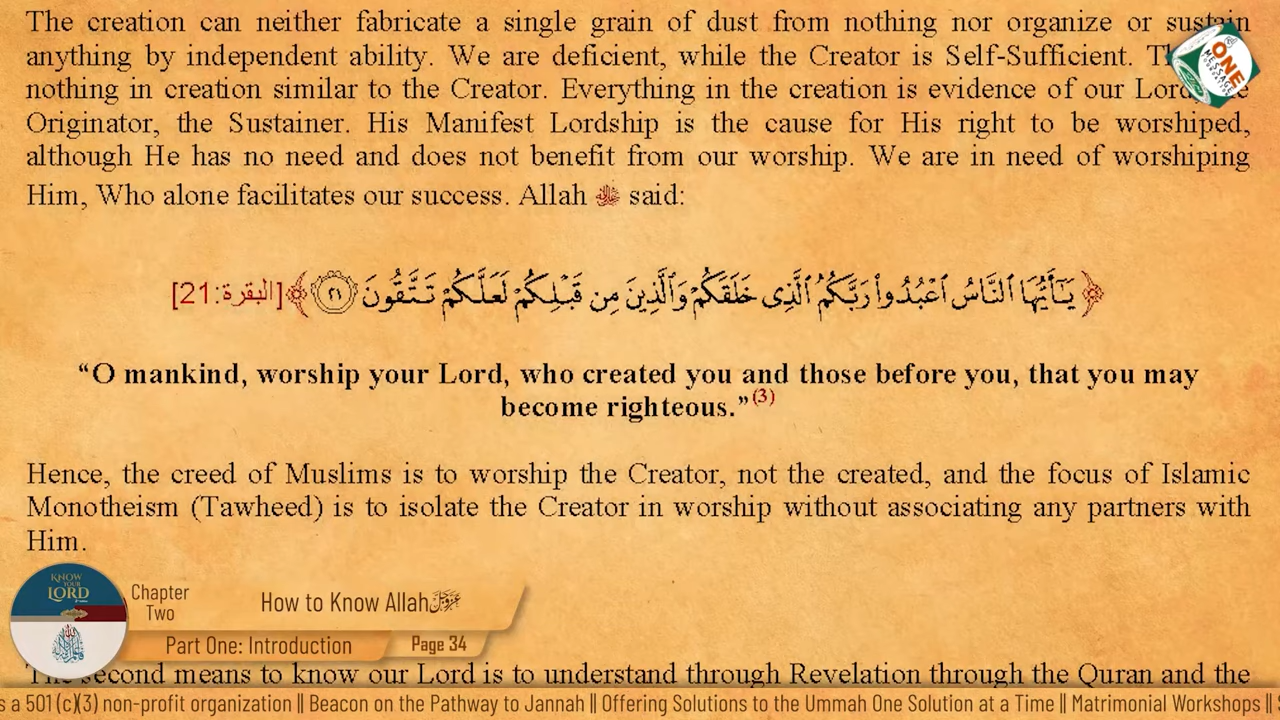 The creation can neither fabricate a single grain of dust from nothing nor organize or sustain
anything by independent ability. We are deficient, while the Creator is Self-Sufficient.
nothing in creation similar to the Creator. Everything in the creation is evidence of our Lord,
Originator, the Sustainer. His Manifest Lordship is the cause for His right to be worshiped,
although He has no need and does not benefit from our worship. We are in need of worshiping
Him, Who alone facilitates our success. Allah ﷻ said:
﴿يَـٰٓأَيُّهَا ٱلنَّاسُ ٱعْبُدُوا۟ رَبَّكُمُ ٱلَّذِى خَلَقَكُمْ وَٱلَّذِينَ مِن قَبْلِكُمْ لَعَلَّكُمْ تَتَّقُونَ ٢١﴾ [البقرة:21]
“O mankind, worship your Lord, who created you and those before you, that you may
become righteous.”(3)
Hence, the creed of Muslims is to worship the Creator, not the created, and the focus of Islamic
Monotheism (Tawheed) is to isolate the Creator in worship without associating any partners with
Him.
KNOW
YOUR
LORD
Chapter
Two
How to Know Allah عَزَّوَجَلَّ
Part One: Introduction
Page 34
The second means to know our Lord is to understand through Revelation through the Quran and the
s a 501 (c)(3) non-profit organization || Beacon on the Pathway to Jannah || Offering Solutions to the Ummah One Solution at a Time || Matrimonial Workshops ||
ONE
MESSAGE